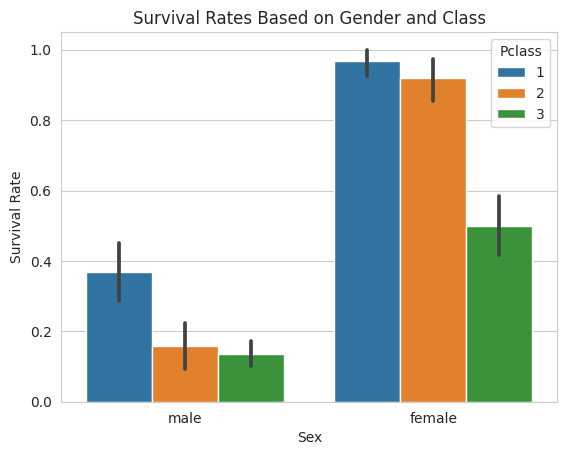 Survival Rates Based on Gender and Class
Pclass
1
2
3
1.0
0.8
0.6
0.4
0.2
0.0
Survival Rate
male
female
Sex